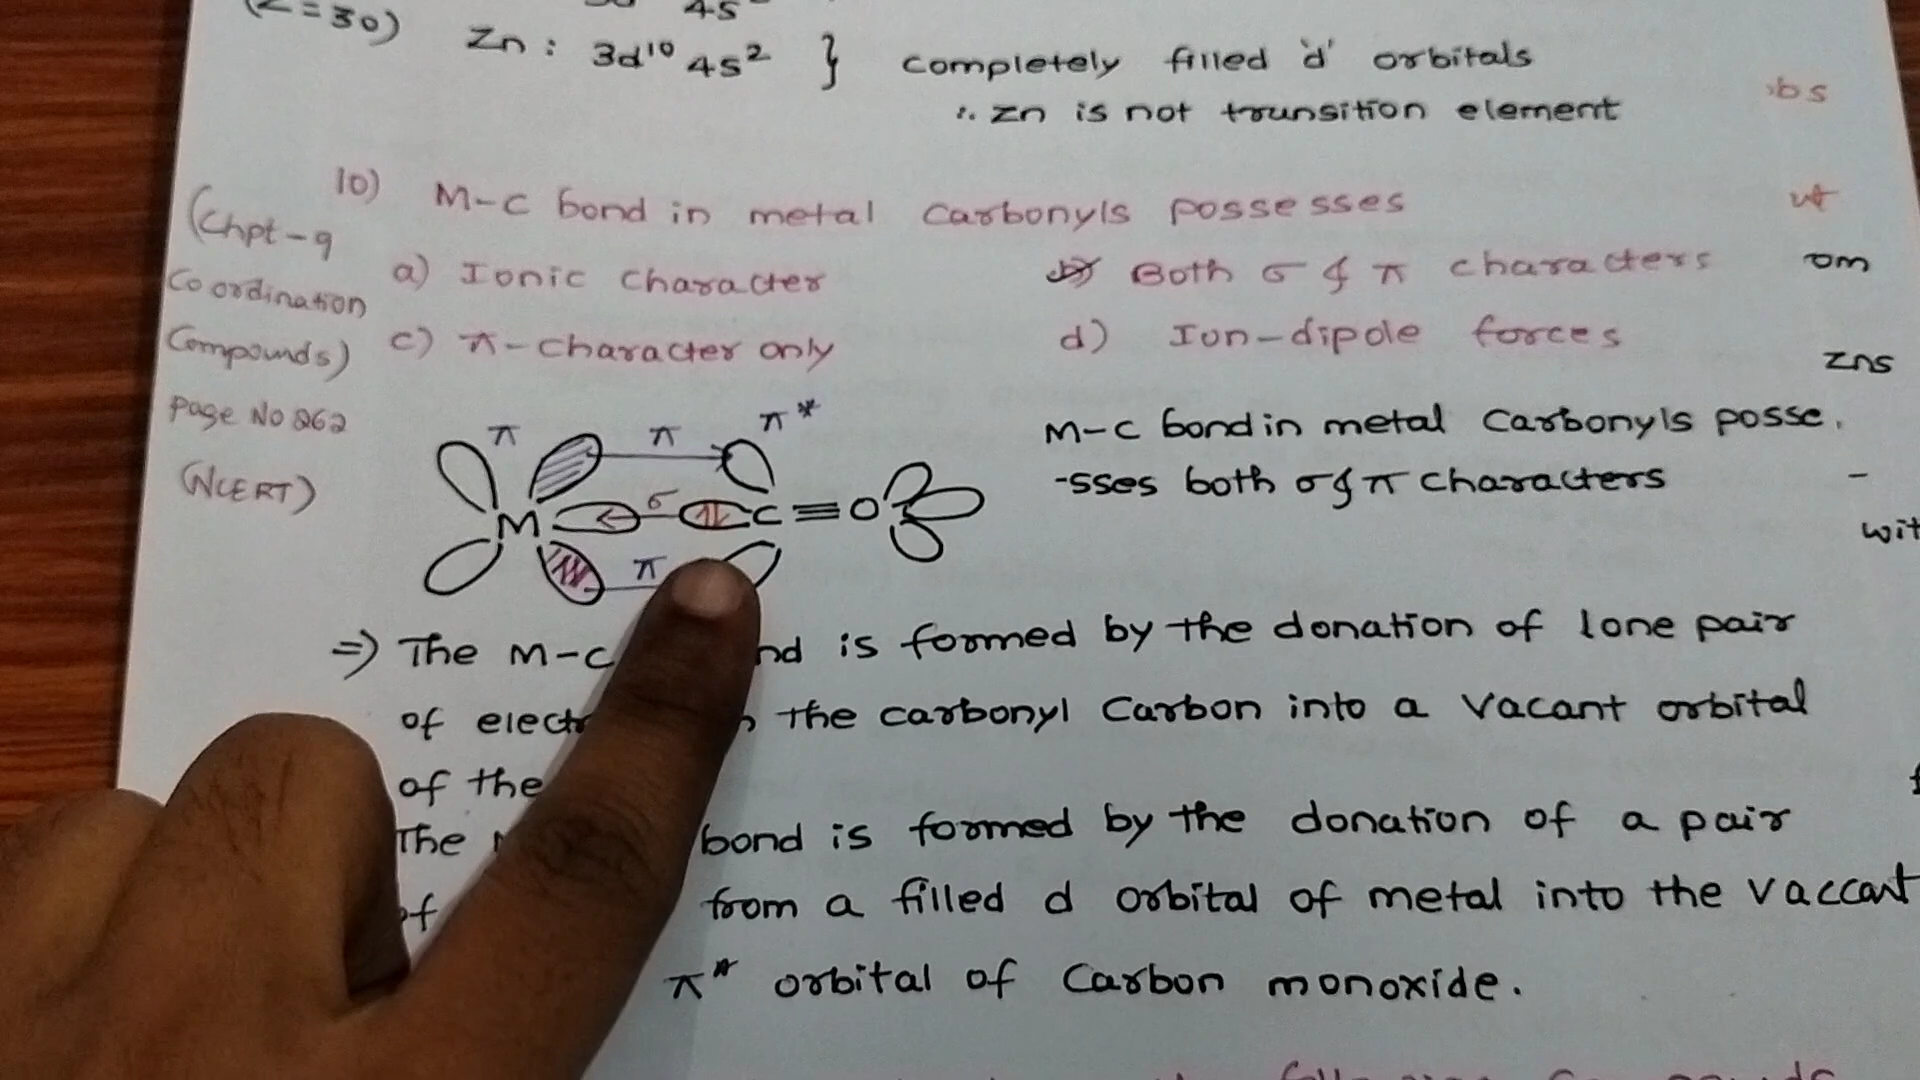 (Z=30) Zn : 3d¹⁰ 4s² } completely filled 'd' orbitals
∴ Zn is not transition element
10) M-C bond in metal carbonyls possesses
(Chpt-9
Coordination
Compounds)
Page No 262
(NCERT)
a) Ionic character
b) Both σ & π characters
c) π-character only
d) Ion-dipole forces
π π π*
M σ C≡O
π
M-C bond in metal carbonyls posse.
-sses both σ & π characters
=) The M-C is formed by the donation of lone pair
of the carbonyl carbon into a vacant orbital
of the
The bond is formed by the donation of a pair
of from a filled d orbital of metal into the vaccant
π* orbital of carbon monoxide.
bs
om
zns
wit